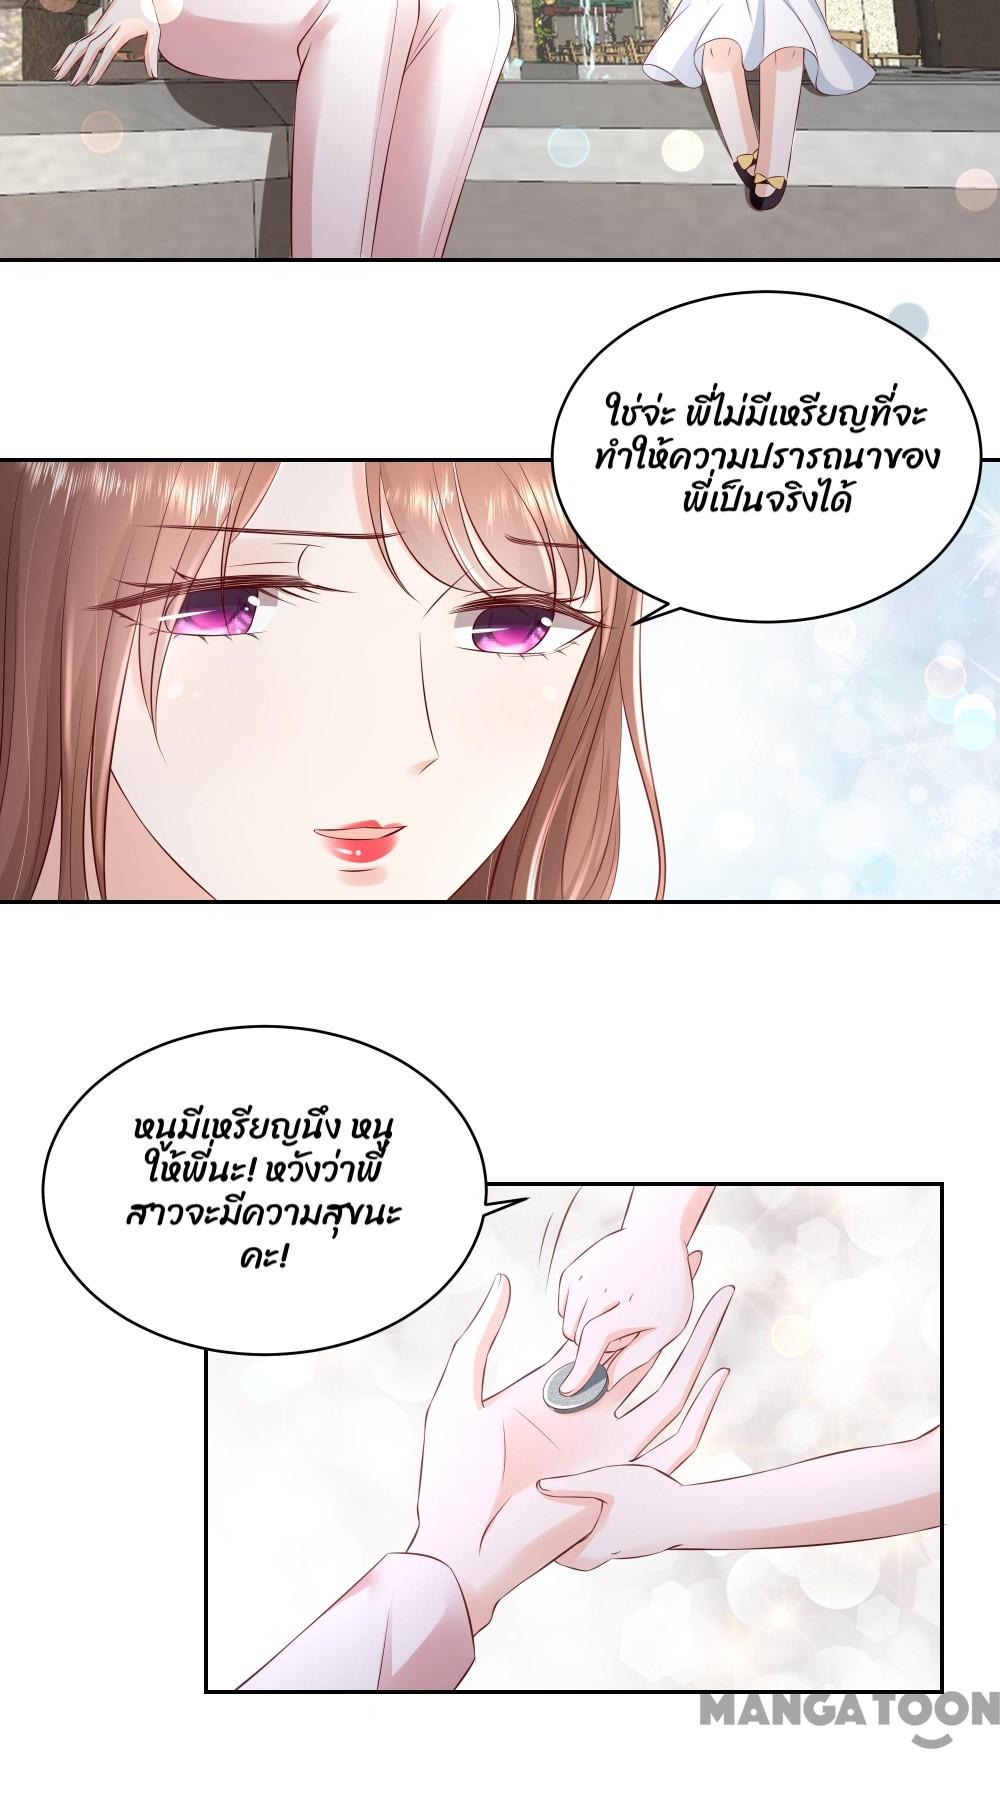 ใช่จ่ะ พี่ไม่มีเหรียญที่จะ
ทำให้ความปรารถนาของ
พี่เป็นจริงได้
หนูมีเหรียญนึง หนู
ให้พี่นะ! หวังว่าพี่
สาวจะมีความสุขนะ
คะ!
MANGATOON